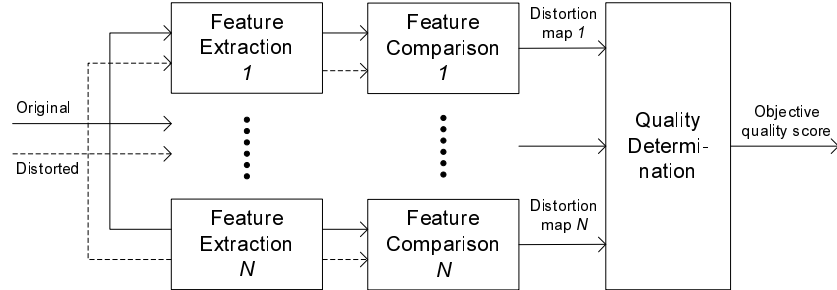 Original
Distorted
Feature
Extraction
1
Feature
Comparison
1
Distortion
map 1
Feature
Extraction
N
Feature
Comparison
N
Distortion
map N
Quality
Determi-
nation
Objective
quality score